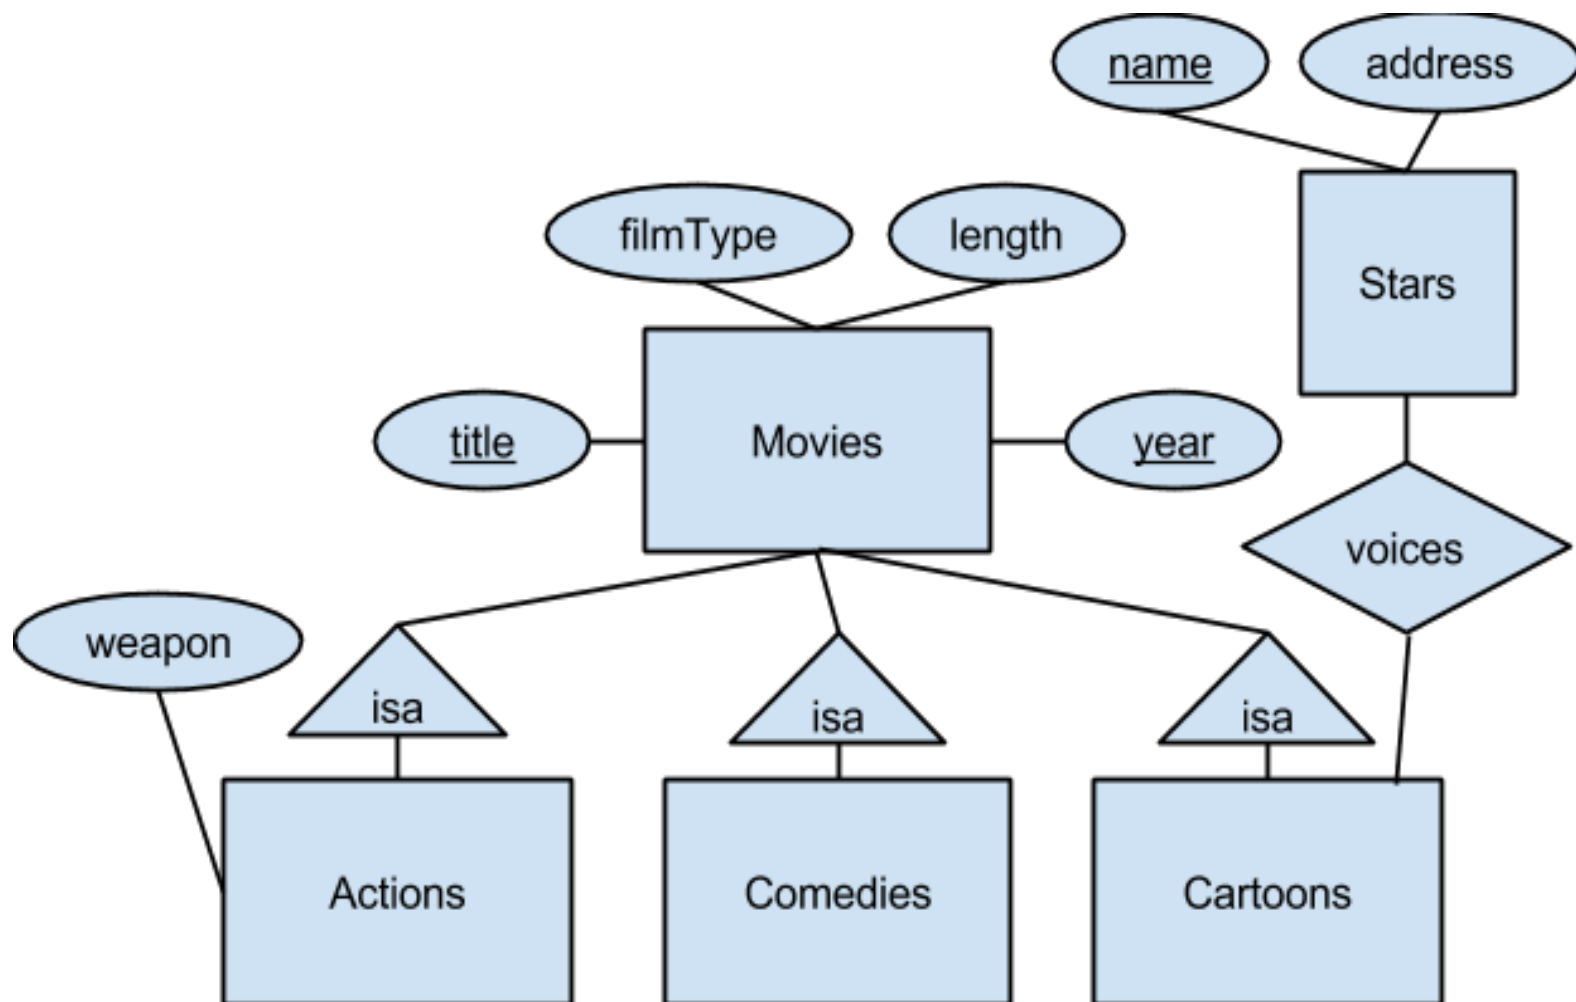 name
address
filmType
length
Stars
title
Movies
year
voices
weapon
isa
isa
isa
Actions
Comedies
Cartoons